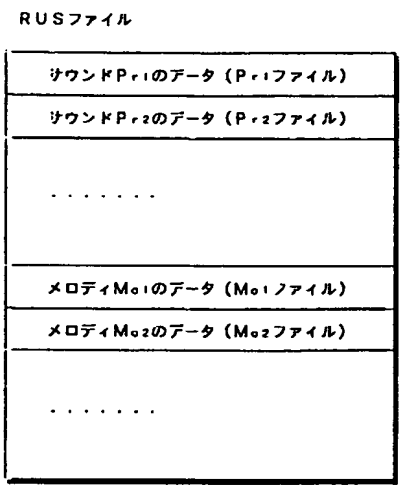 RUSファイル
サウンドPr1のデータ(Pr1ファイル)
サウンドPr2のデータ(Pr2ファイル)
.......
メロディMo1のデータ(Mo1ファイル)
メロディMo2のデータ(Mo2ファイル)
.......